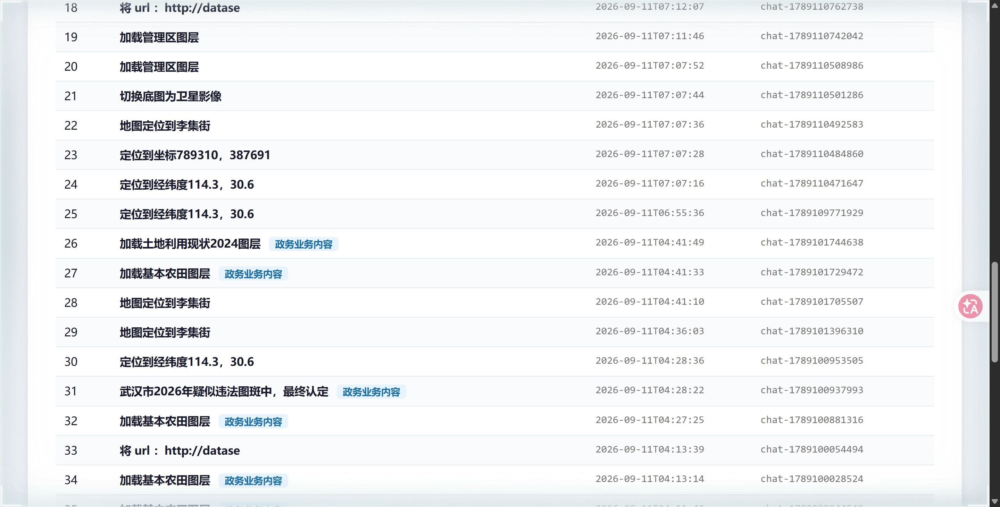 18 将 url : http://datase 2026-09-11T07:12:07 chat-1789110762738
19 加载管理区图层 2026-09-11T07:11:46 chat-1789110742042
20 加载管理区图层 2026-09-11T07:07:52 chat-1789110508986
21 切换底图为卫星影像 2026-09-11T07:07:44 chat-1789110501286
22 地图定位到李集街 2026-09-11T07:07:36 chat-1789110492583
23 定位到坐标789310，387691 2026-09-11T07:07:28 chat-1789110484860
24 定位到经纬度114.3，30.6 2026-09-11T07:07:16 chat-1789110471647
25 定位到经纬度114.3，30.6 2026-09-11T06:55:36 chat-1789109771929
26 加载土地利用现状2024图层 政务业务内容 2026-09-11T04:41:49 chat-1789101744638
27 加载基本农田图层 政务业务内容 2026-09-11T04:41:33 chat-1789101729472
28 地图定位到李集街 2026-09-11T04:41:10 chat-1789101705507
29 地图定位到李集街 2026-09-11T04:36:03 chat-1789101396310
30 定位到经纬度114.3，30.6 2026-09-11T04:28:36 chat-1789100953505
31 武汉市2026年疑似违法图斑中，最终认定 政务业务内容 2026-09-11T04:28:22 chat-1789100937993
32 加载基本农田图层 政务业务内容 2026-09-11T04:27:25 chat-1789100881316
33 将 url : http://datase 2026-09-11T04:13:39 chat-1789100054494
34 加载基本农田图层 政务业务内容 2026-09-11T04:13:14 chat-1789100028524